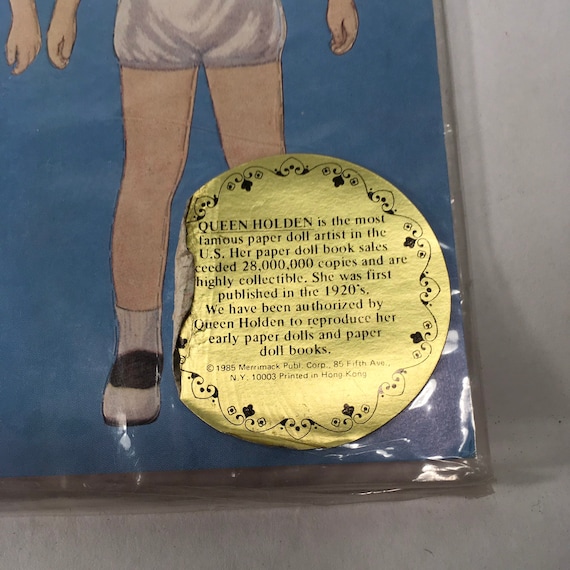 QUEEN HOLDEN is the most
famous paper doll artist in the
U.S. Her paper doll book sales
ceeded 28,000,000 copies and are
highly collectible. She was first
published in the 1920's.
We have been authorized by
Queen Holden to reproduce her
early paper dolls and paper
doll books.
© 1985 Merrimack Publ. Corp., 85 Fifth Ave.,
N.Y. 10003 Printed in Hong Kong